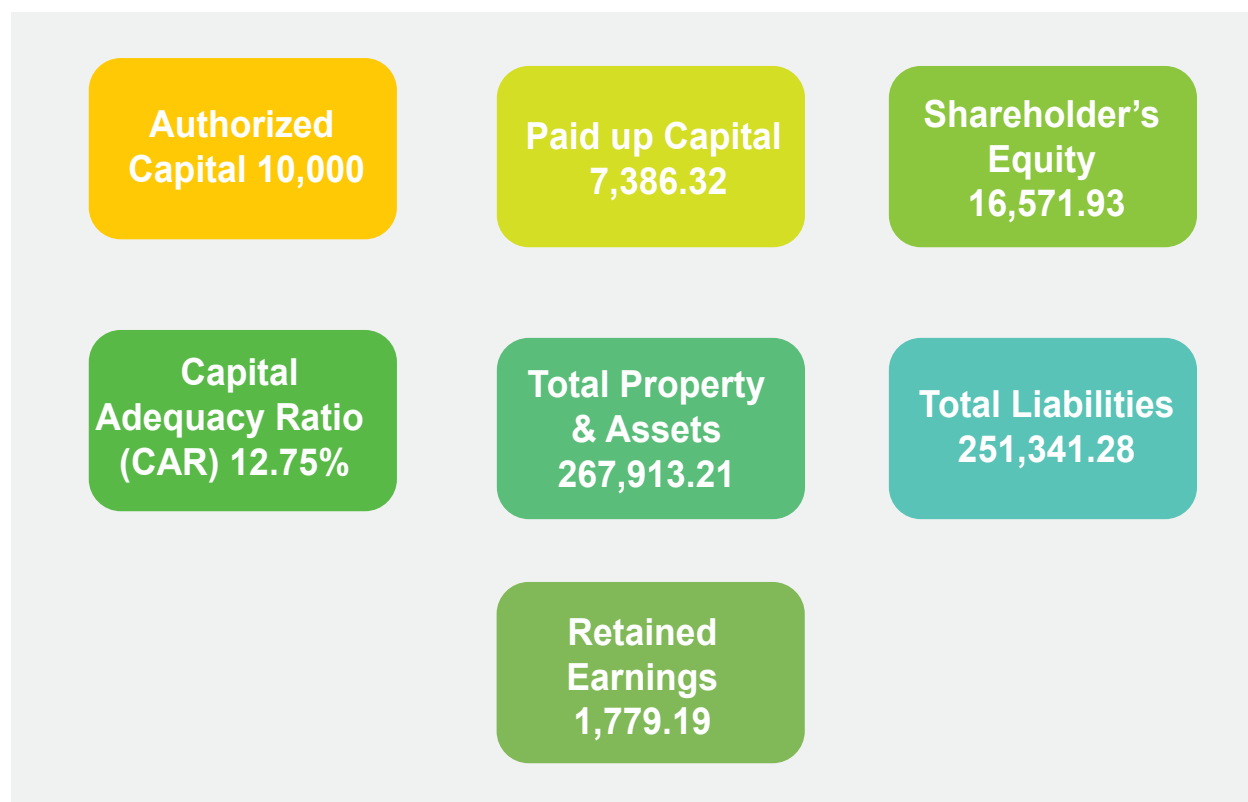 Authorized
Capital 10,000
Paid up Capital
7,386.32
Shareholder’s
Equity
16,571.93
Capital
Adequacy Ratio
(CAR) 12.75%
Total Property
& Assets
267,913.21
Total Liabilities
251,341.28
Retained
Earnings
1,779.19